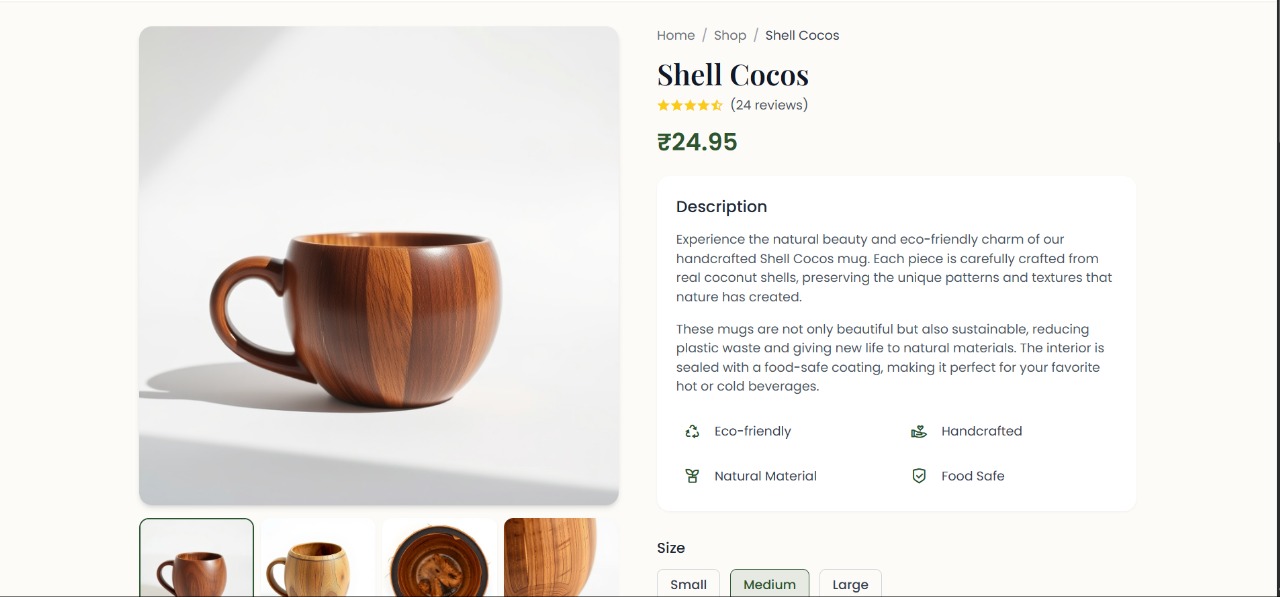 Home / Shop / Shell Cocos
Shell Cocos
(24 reviews)
₹24.95
Description
Experience the natural beauty and eco-friendly charm of our
handcrafted Shell Cocos mug. Each piece is carefully crafted from
real coconut shells, preserving the unique patterns and textures that
nature has created.
These mugs are not only beautiful but also sustainable, reducing
plastic waste and giving new life to natural materials. The interior is
sealed with a food-safe coating, making it perfect for your favorite
hot or cold beverages.
Eco-friendly Handcrafted
Natural Material Food Safe
Size
Small Medium Large